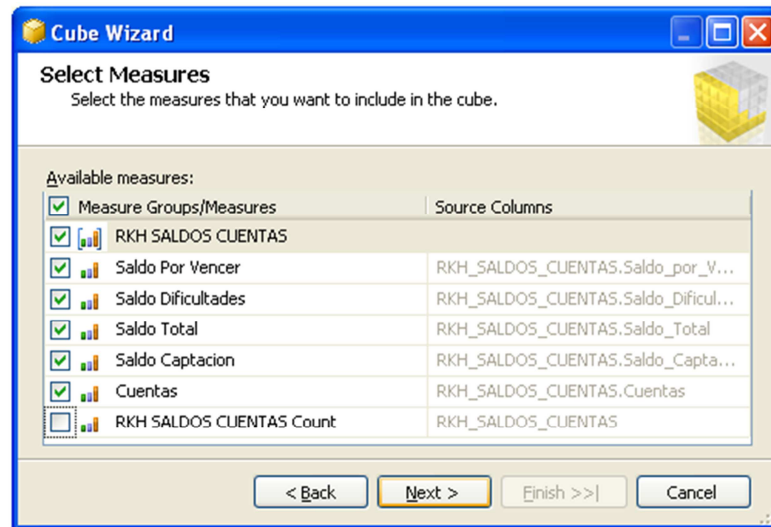 Cube Wizard
Select Measures
Select the measures that you want to include in the cube.
Available measures:
Measure Groups/Measures Source Columns
RKH SALDOS CUENTAS
Saldo Por Vencer RKH_SALDOS_CUENTAS.Saldo_por_V...
Saldo Dificultades RKH_SALDOS_CUENTAS.Saldo_Dificul...
Saldo Total RKH_SALDOS_CUENTAS.Saldo_Total
Saldo Captacion RKH_SALDOS_CUENTAS.Saldo_Capta...
Cuentas RKH_SALDOS_CUENTAS.Cuentas
RKH SALDOS CUENTAS Count RKH_SALDOS_CUENTAS
< Back Next > Finish >>| Cancel